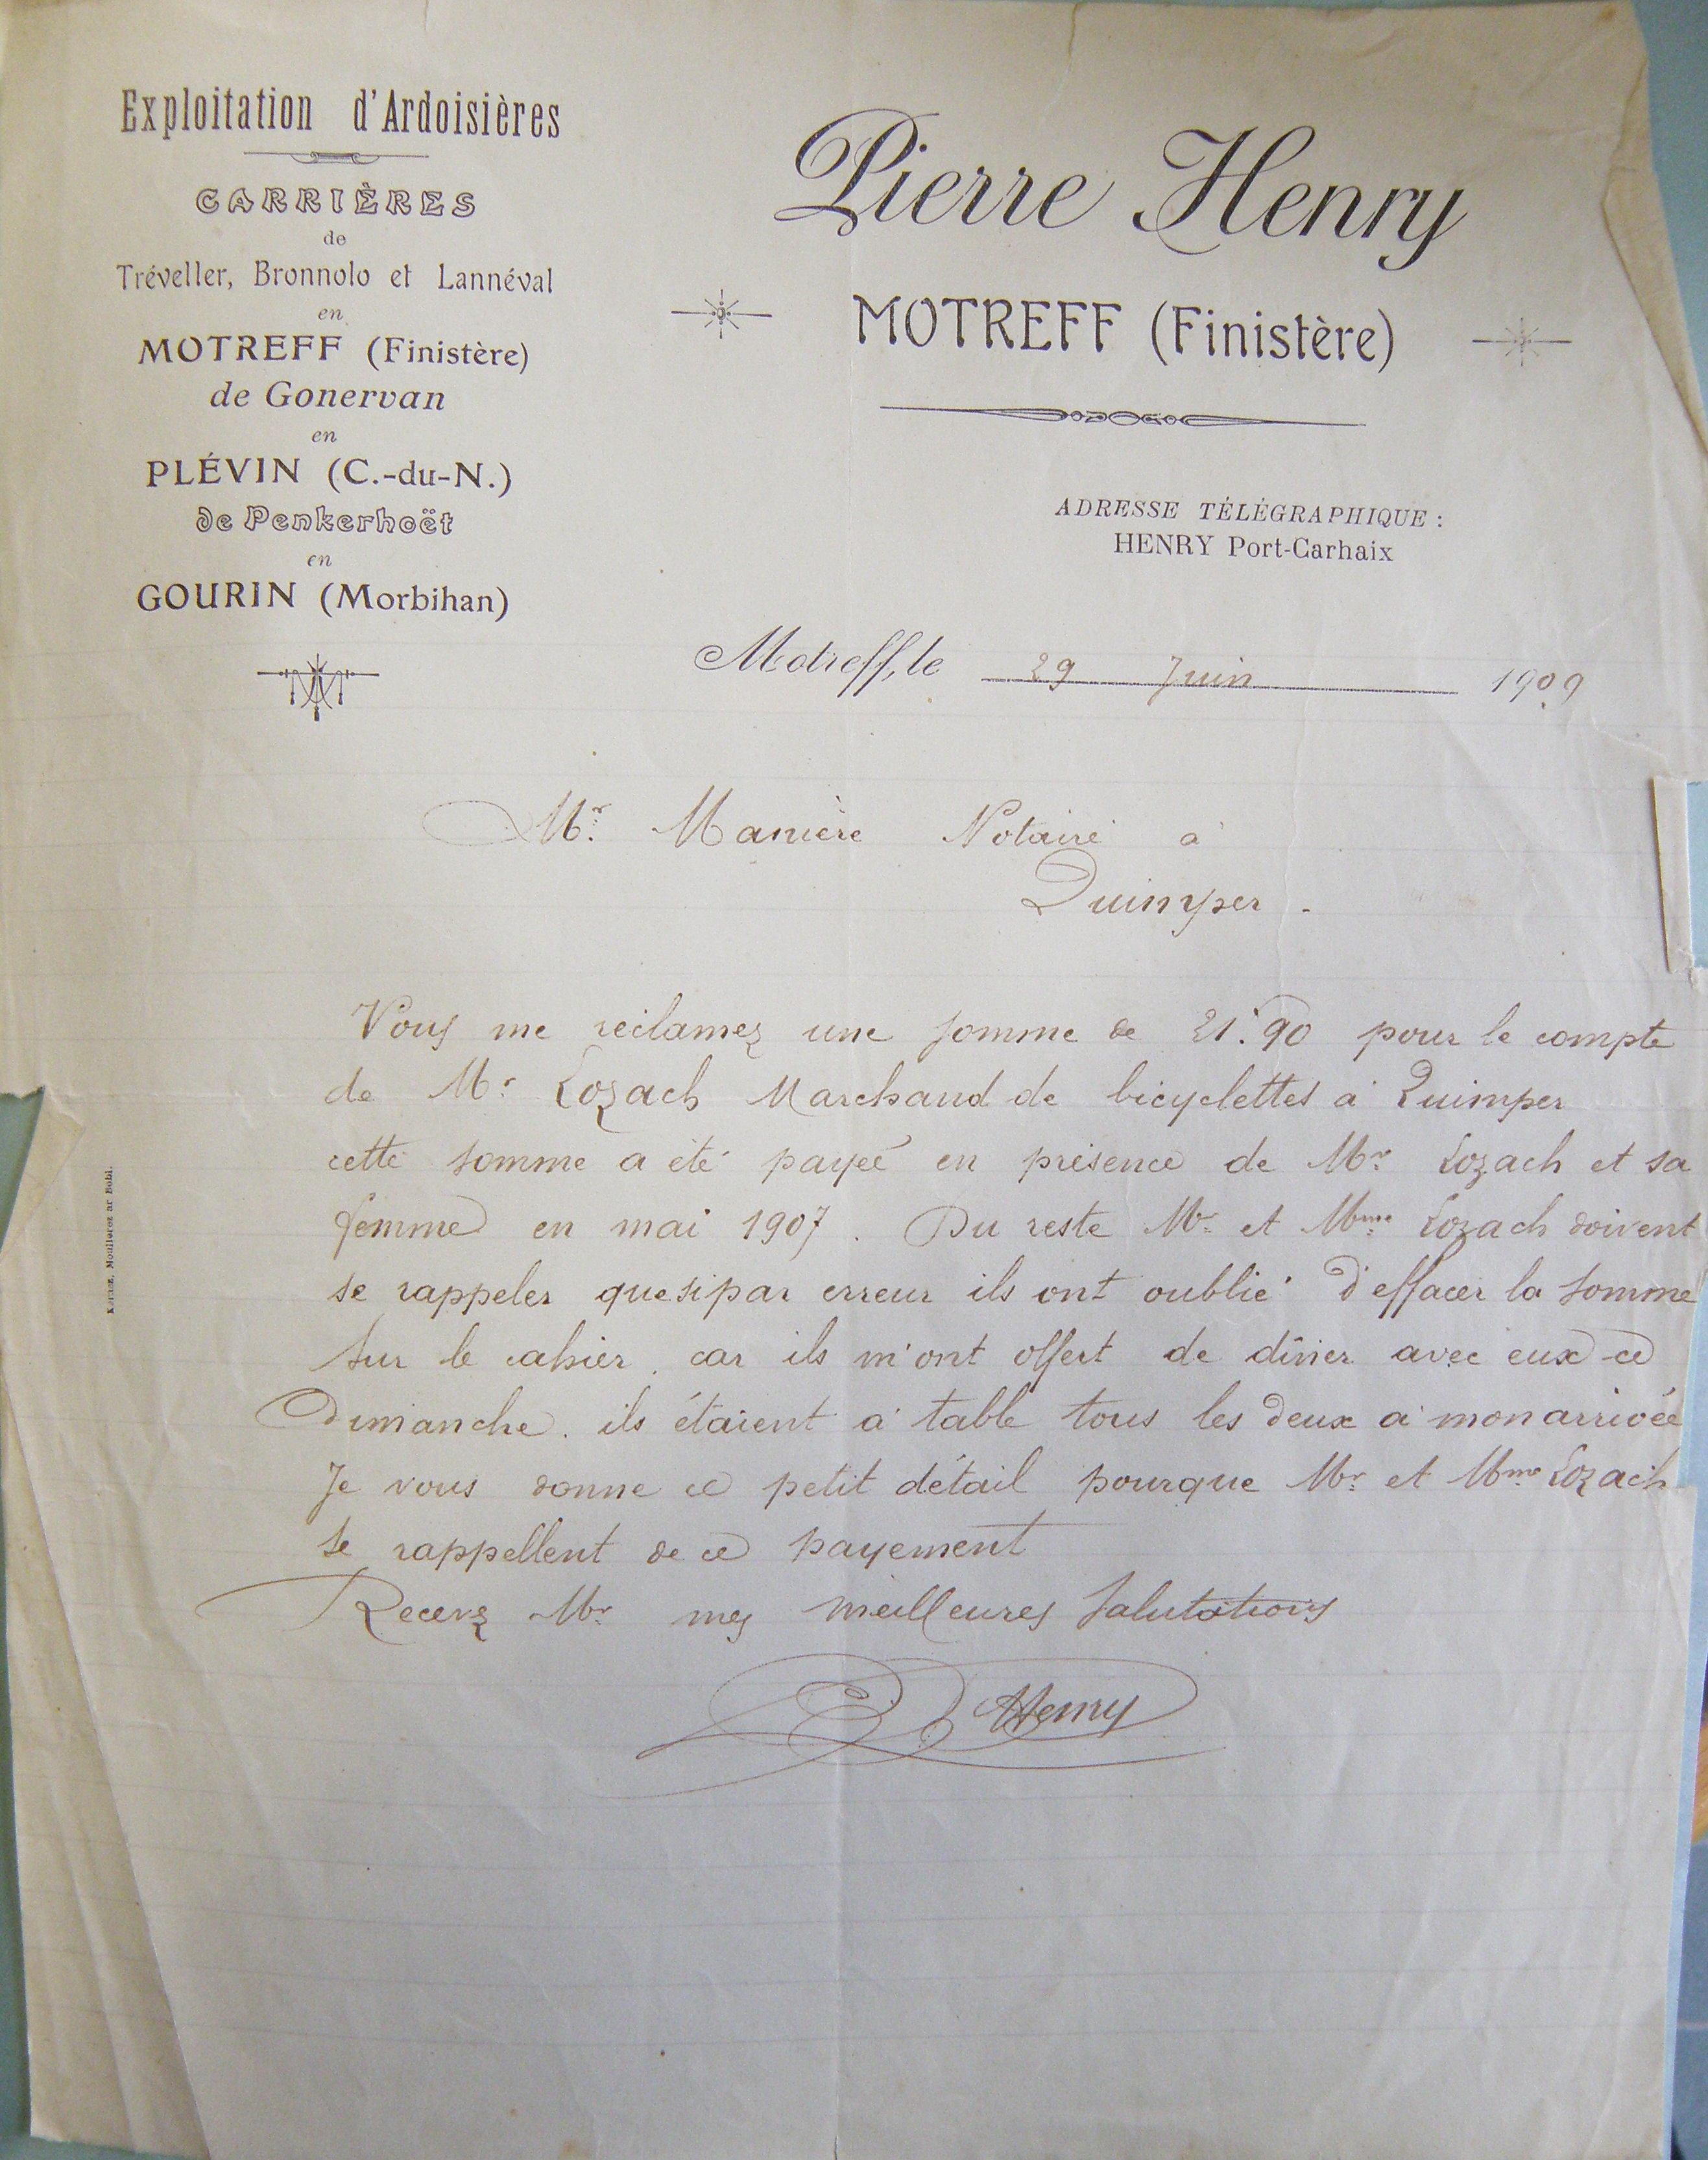 Exploitation d'Ardoisières
CARRIÈRES
de
Tréveller, Bronnolo et Lannéval
en
MOTREFF (Finistère)
de Gonervan
en
PLÉVIN (C.-du-N.)
de Penkerhoët
en
GOURIN (Morbihan)
Pierre Henry
MOTREFF (Finistère)
ADRESSE TÉLÉGRAPHIQUE :
HENRY Port-Carhaix
Motreff, le 29 Juin 1909
Mr. Manière Notaire à
Quimper.
Vous me réclamez une somme de 21f.90 pour le compte
de Mr. Lozach Marchand de bicyclettes à Quimper
cette somme a été payée en présence de Mr. Lozach et sa
femme en mai 1907. Du reste Mr. et Mme. Lozach doivent
se rappeler que si par erreur ils ont oublié d'effacer la somme
sur le cahier. car ils m'ont offert de dîner avec eux ce
Dimanche. ils étaient à table tous les deux à mon arrivée
Je vous donne ce petit détail pourque Mr. et Mme. Lozach
se rappellent de ce payement
Recevez Mr. mes meilleures salutations
Henry